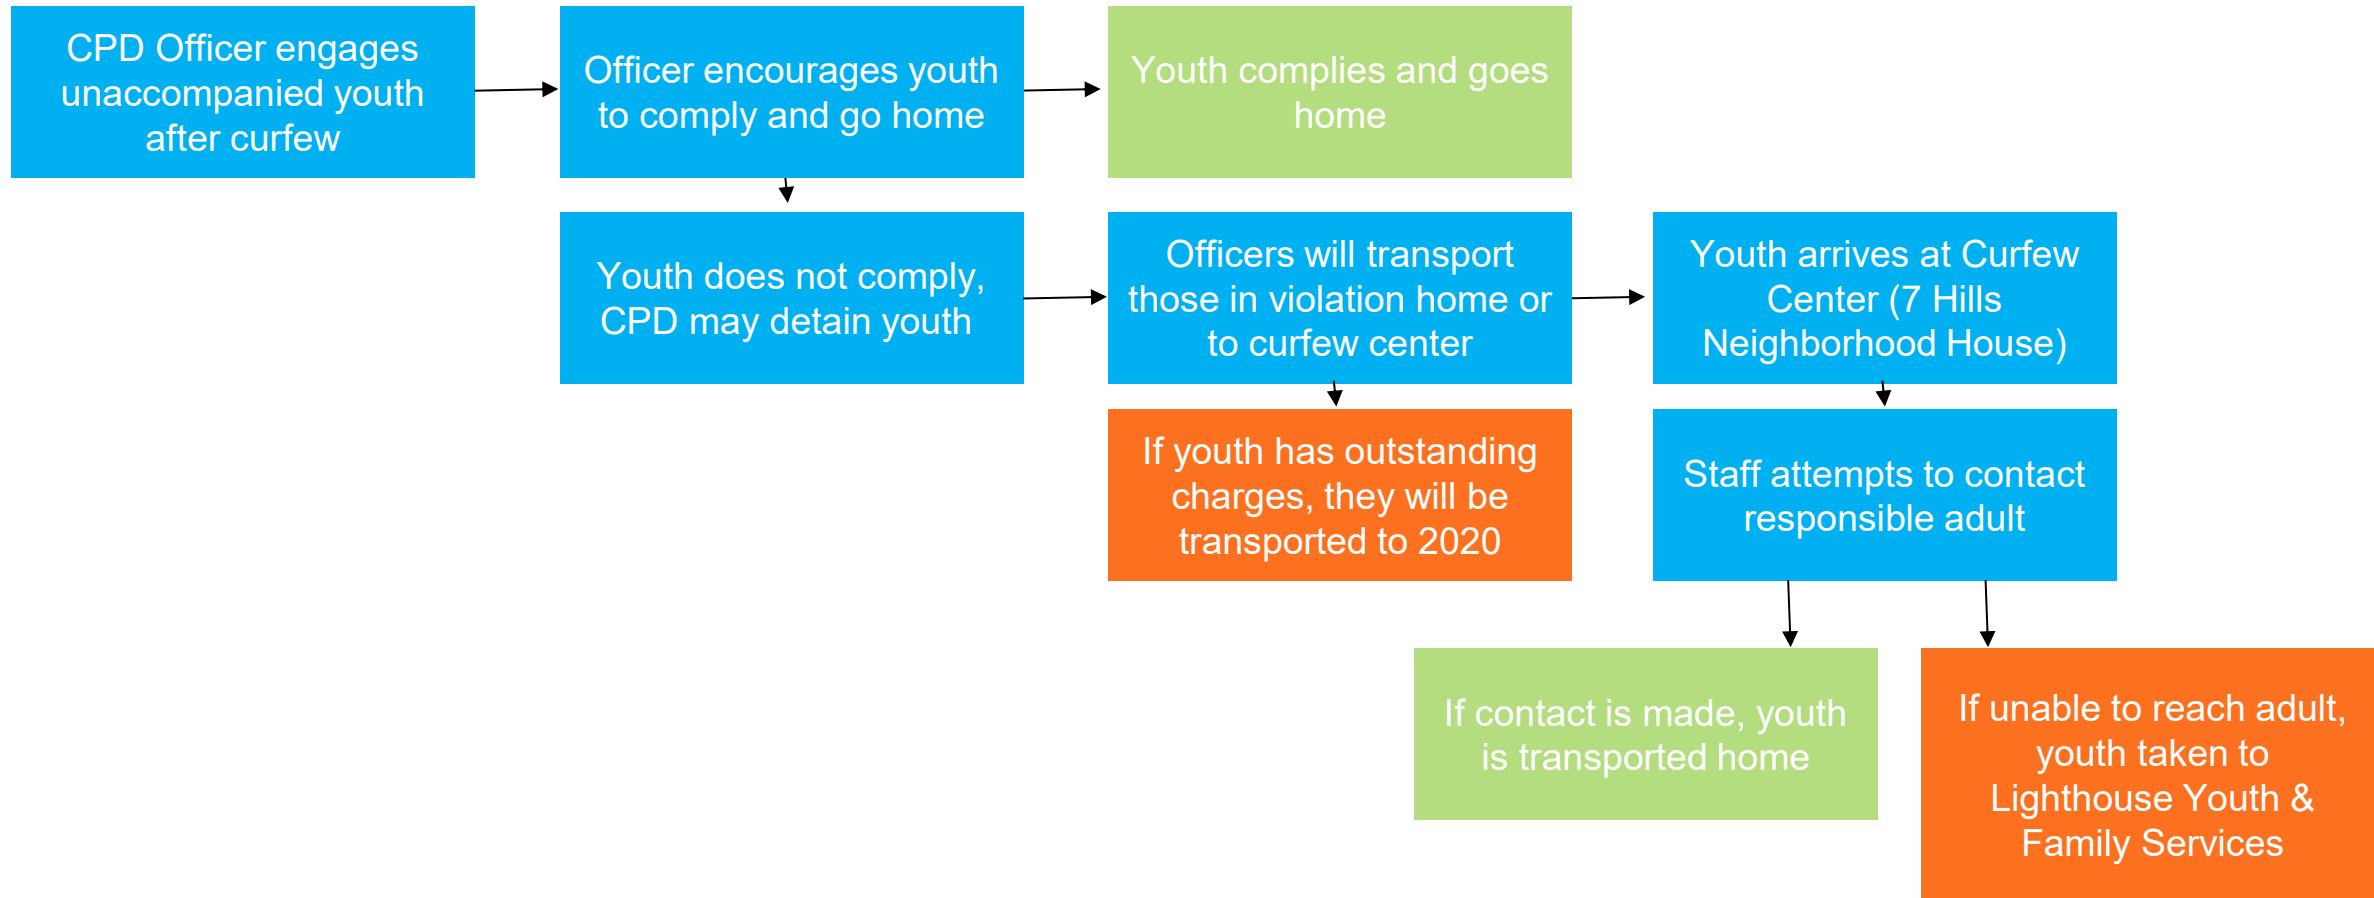 CPD Officer engages
unaccompanied youth
after curfew
Officer encourages youth
to comply and go home
Youth complies and goes
home
Youth does not comply,
CPD may detain youth
Officers will transport
those in violation home or
to curfew center
Youth arrives at Curfew
Center (7 Hills
Neighborhood House)
If youth has outstanding
charges, they will be
transported to 2020
Staff attempts to contact
responsible adult
If contact is made, youth
is transported home
If unable to reach adult,
youth taken to
Lighthouse Youth &
Family Services